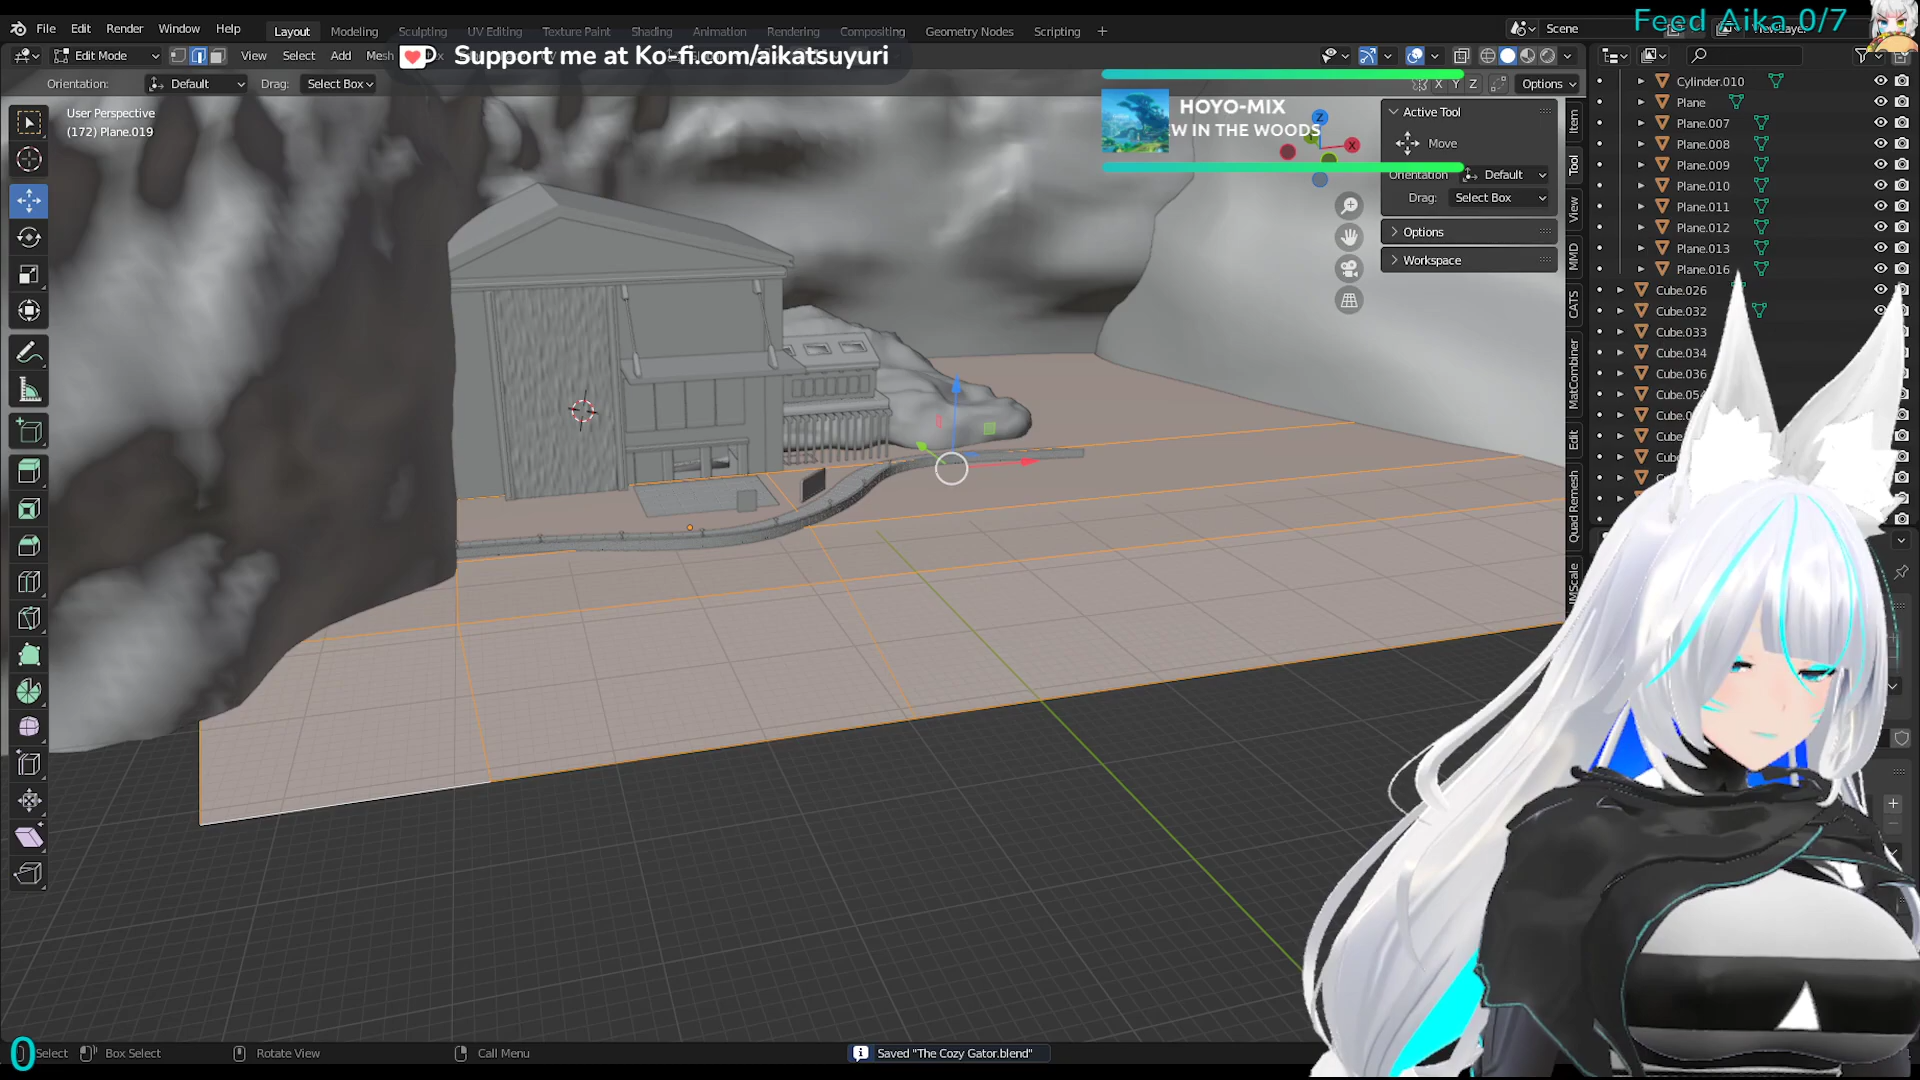 File Edit Render Window Help
Layout Modeling Sculpting UV Editing Texture Paint Shading Animation Rendering Compositing Geometry Nodes Scripting +
Scene
Feed Aika 0/7
Edit Mode View Select Add Mesh
Support me at Ko-fi.com/aikatsuyuri
Orientation: Default Drag: Select Box
X Y Z Options
User Perspective
(172) Plane.019
HOYO-MIX
W IN THE WOODS
Z
X
Active Tool
Move
Orientation Default
Drag: Select Box
Options
Workspace
Item
Tool
View
MMD
CATS
MatCombiner
Edit
Quad Remesh
Cylinder.010
Plane
Plane.007
Plane.008
Plane.009
Plane.010
Plane.011
Plane.012
Plane.013
Plane.016
Cube.026
Cube.032
Cube.033
Cube.034
Cube.036
0
Select Box Select Rotate View Call Menu
Saved "The Cozy Gator.blend"